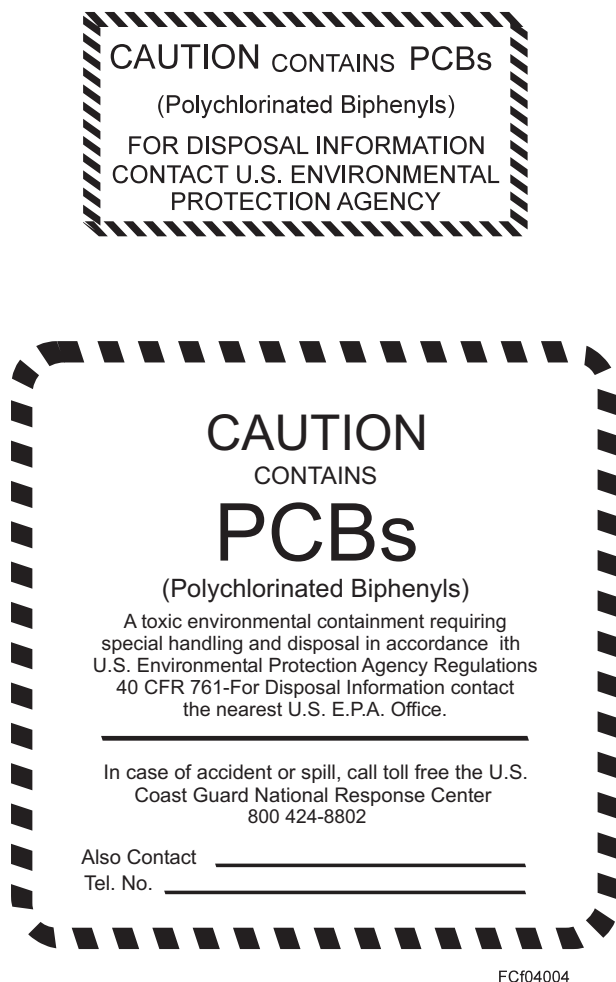 CAUTION CONTAINS PCBs
(Polychlorinated Biphenyls)
FOR DISPOSAL INFORMATION
CONTACT U.S. ENVIRONMENTAL
PROTECTION AGENCY
CAUTION
CONTAINS
PCBs
(Polychlorinated Biphenyls)
A toxic environmental containment requiring
special handling and disposal in accordance ith
U.S. Environmental Protection Agency Regulations
40 CFR 761-For Disposal Information contact
the nearest U.S. E.P.A. Office.
In case of accident or spill, call toll free the U.S.
Coast Guard National Response Center
800 424-8802
Also Contact
Tel. No.
FCf04004